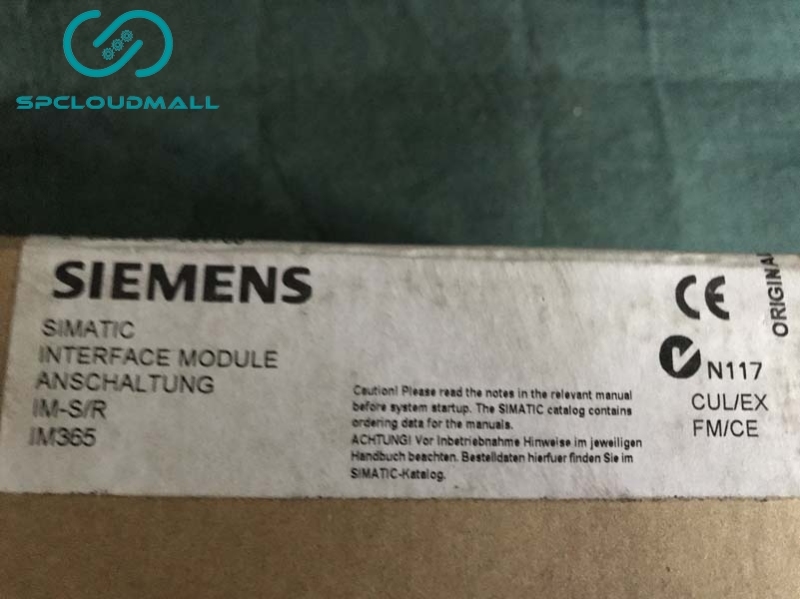 SPCLOUDMALL
SIEMENS
SIMATIC
INTERFACE MODULE
ANSCHALTUNG
IM-S/R
IM365
Caution! Please read the notes in the relevant manual
before system startup. The SIMATIC catalog contains
ordering data for the manuals.
ACHTUNG! Vor Inbetriebnahme Hinweise im jeweiligen
Handbuch beachten. Bestelldaten hierfuer finden Sie im
SIMATIC-Katalog.
CE
N117
CUL/EX
FM/CE
ORIGINAL